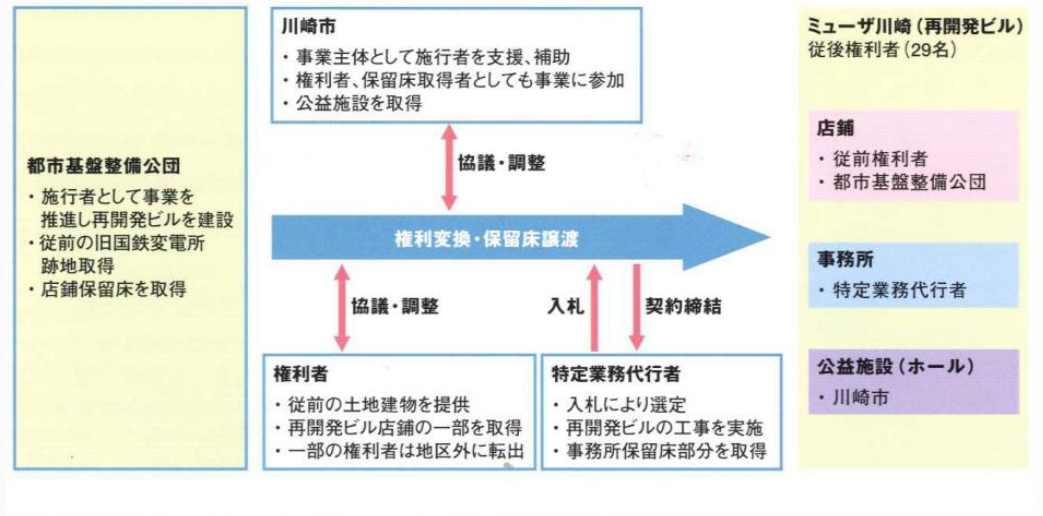 都市基盤整備公団
・施行者として事業を
推進し再開発ビルを建設
・従前の旧国鉄変電所
跡地取得
・店舗保留床を取得
川崎市
・事業主体として施行者を支援、補助
・権利者、保留床取得者としても事業に参加
・公益施設を取得
協議・調整
権利変換・保留床譲渡
協議・調整
入札
契約締結
権利者
・従前の土地建物を提供
・再開発ビル店舗の一部を取得
・一部の権利者は地区外に転出
特定業務代行者
・入札により選定
・再開発ビルの工事を実施
・事務所保留床部分を取得
ミューザ川崎（再開発ビル）
従後権利者（29名）
店舗
・従前権利者
・都市基盤整備公団
事務所
・特定業務代行者
公益施設（ホール）
・川崎市